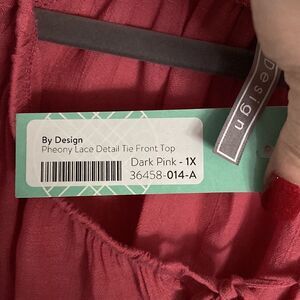 By Design
Pheony Lace Detail Tie Front Top
Dark Pink - 1X
36458-014-A
Design